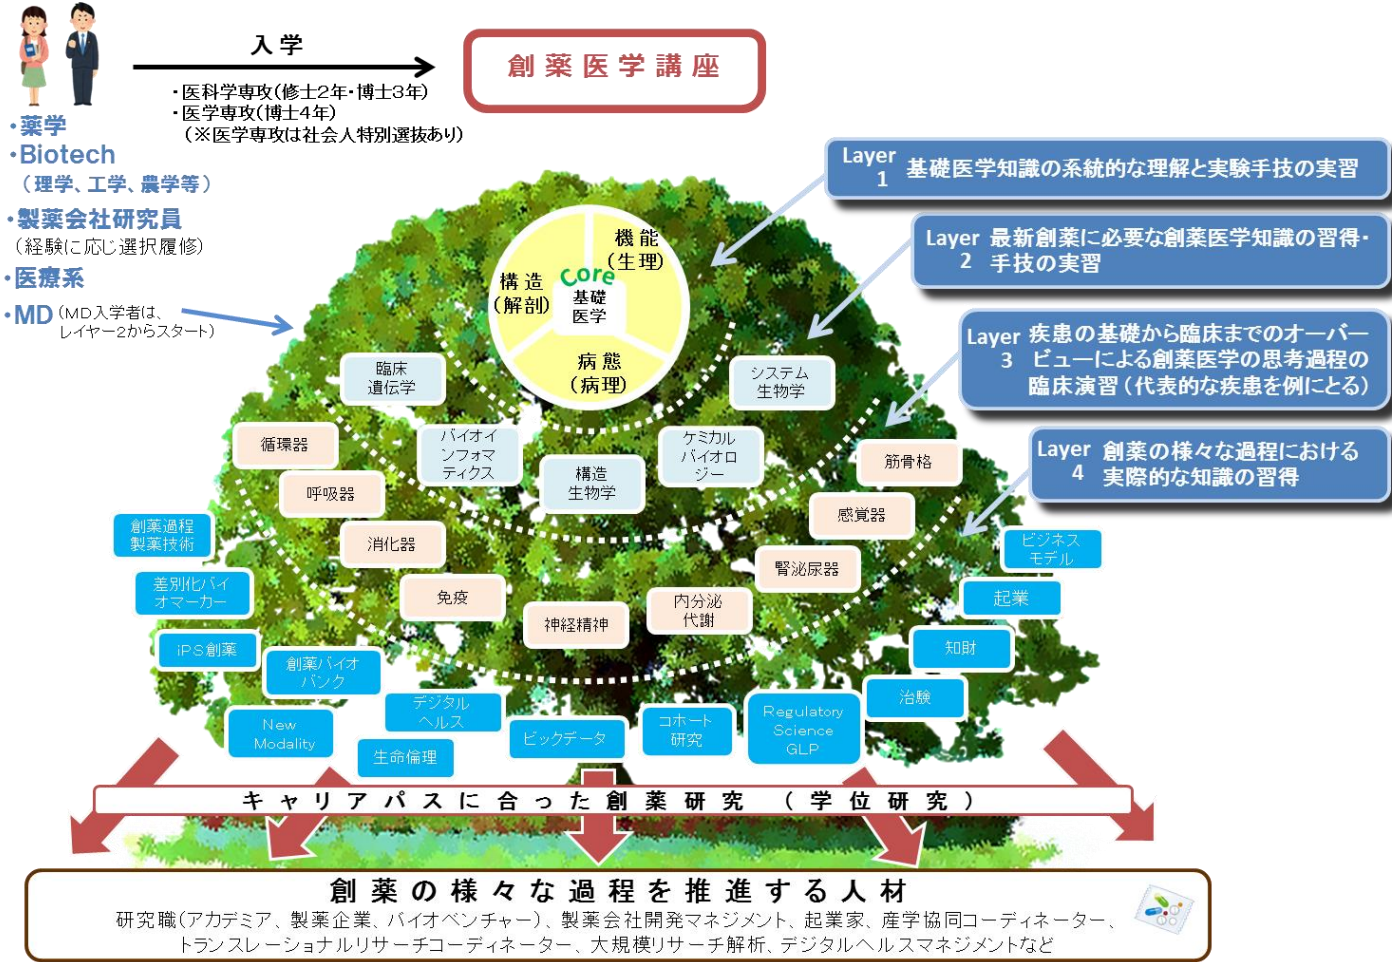 入学
創薬医学講座
・医科学専攻(修士2年・博士3年)
・医学専攻(博士4年)
(※医学専攻は社会人特別選抜あり)
・薬学
・Biotech
(理学、工学、農学等)
・製薬会社研究員
(経験に応じ選択履修)
・医療系
・MD(MD入学者は、
レイヤー2からスタート)
Layer 1
基礎医学知識の系統的な理解と実験手技の実習
Layer 2
最新創薬に必要な創薬医学知識の習得・
手技の実習
Layer 3
疾患の基礎から臨床までのオーバー
ビューによる創薬医学の思考過程の
臨床演習(代表的な疾患を例にとる)
Layer 4
創薬の様々な過程における
実際的な知識の習得
機能
(生理)
構造
(解剖)
Core
基礎
医学
病態
(病理)
臨床
遺伝学
システム
生物学
バイオイ
ンフォマ
ティクス
構造
生物学
ケミカル
バイオロ
ジー
循環器
呼吸器
消化器
免疫
神経精神
内分泌
代謝
腎泌尿器
感覚器
筋骨格
創薬過程
製薬技術
差別化バイ
オマーカー
iPS創薬
創薬バイオ
バンク
New
Modality
デジタル
ヘルス
生命倫理
ビックデータ
コホート
研究
Regulatory
Science
GLP
治験
知財
起業
ビジネス
モデル
キャリアパスに合った創薬研究(学位研究)
創薬の様々な過程を推進する人材
研究職(アカデミア、製薬企業、バイオベンチャー)、製薬会社開発マネジメント、起業家、産学協同コーディネーター、
トランスレーショナルリサーチコーディネーター、大規模リサーチ解析、デジタルヘルスマネジメントなど